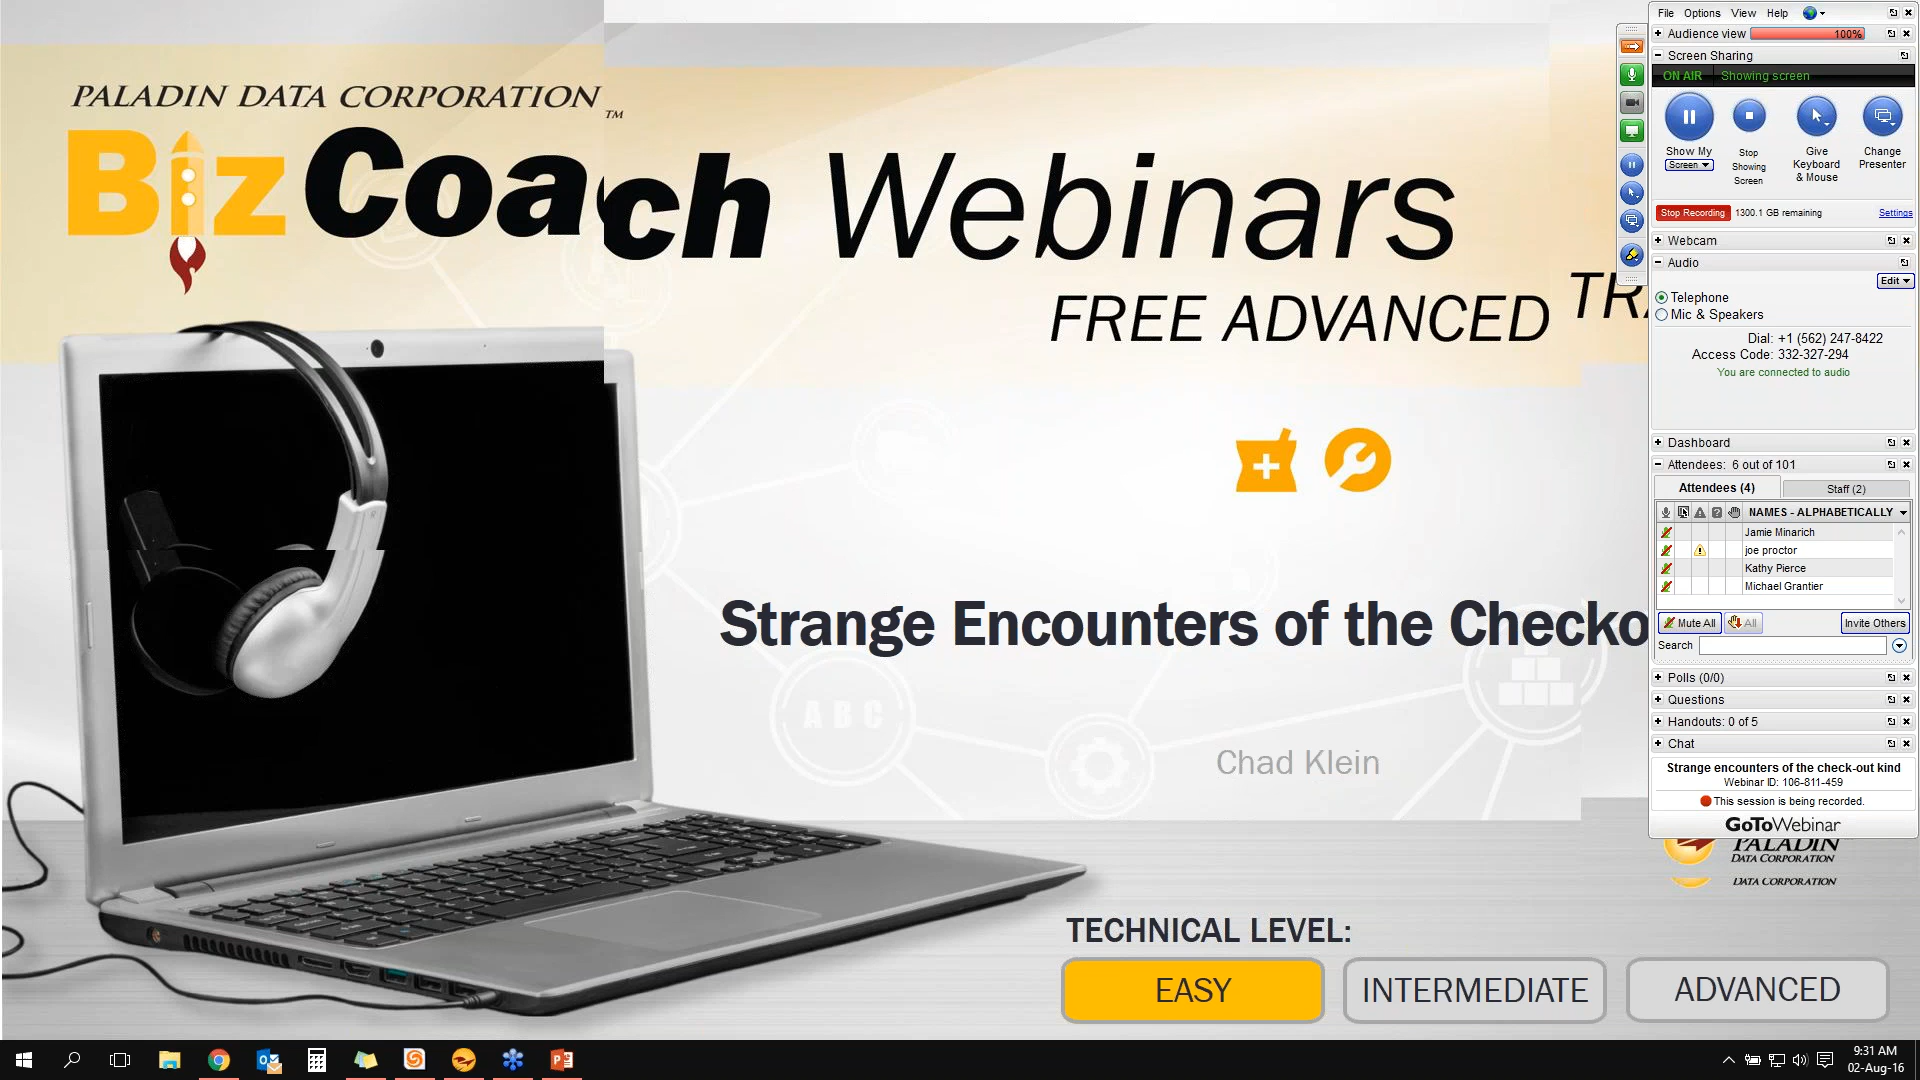 PALADIN DATA CORPORATION
TM
BizCoach Webinars
FREE ADVANCED
Strange Encounters of the
A B C
Chad Klein
TECHNICAL LEVEL:
EASY
INTERMEDIATE
ADVANCED
File Options View Help
Audience view 100%
Screen Sharing
ON AIR Showing screen
Show My
Screen
Stop
Showing
Screen
Give
Keyboard
& Mouse
Change
Presenter
Stop Recording 1300.1 GB remaining Settings
Webcam
Audio
Edit
Telephone
Mic & Speakers
Dial: +1 (562) 247-8422
Access Code: 332-327-294
You are connected to audio
Dashboard
Attendees: 6 out of 101
Attendees (4) Staff (2)
NAMES - ALPHABETICALLY
Jamie Minarich
joe proctor
Kathy Pierce
Michael Grantier
Mute All All Invite Others
Search
Polls (0/0)
Questions
Handouts: 0 of 5
Chat
Strange encounters of the check-out kind
Webinar ID: 106-811-459
This session is being recorded.
GoToWebinar
PALADIN
DATA CORPORATION
DATA CORPORATION
9:31 AM
02-Aug-16